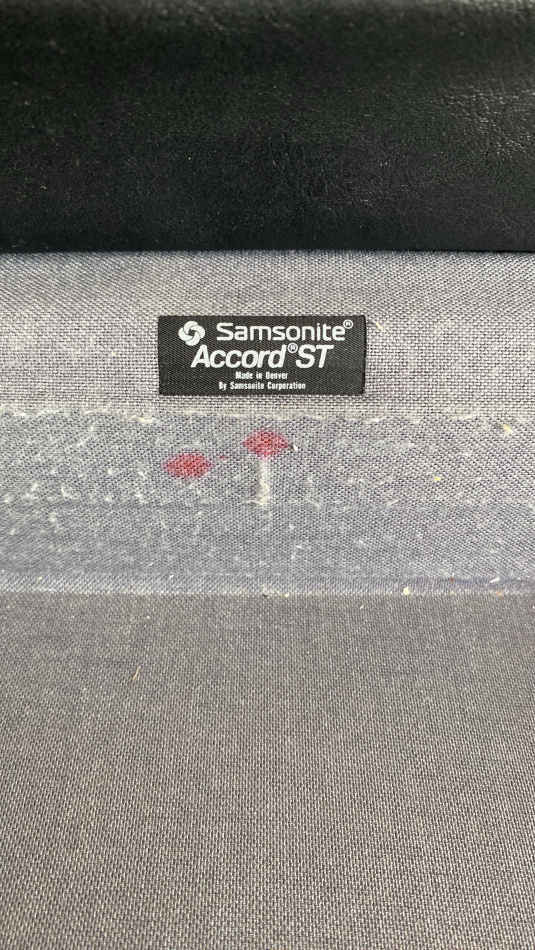 Samsonite®
Accord® ST
Made in Denver
By Samsonite Corporation